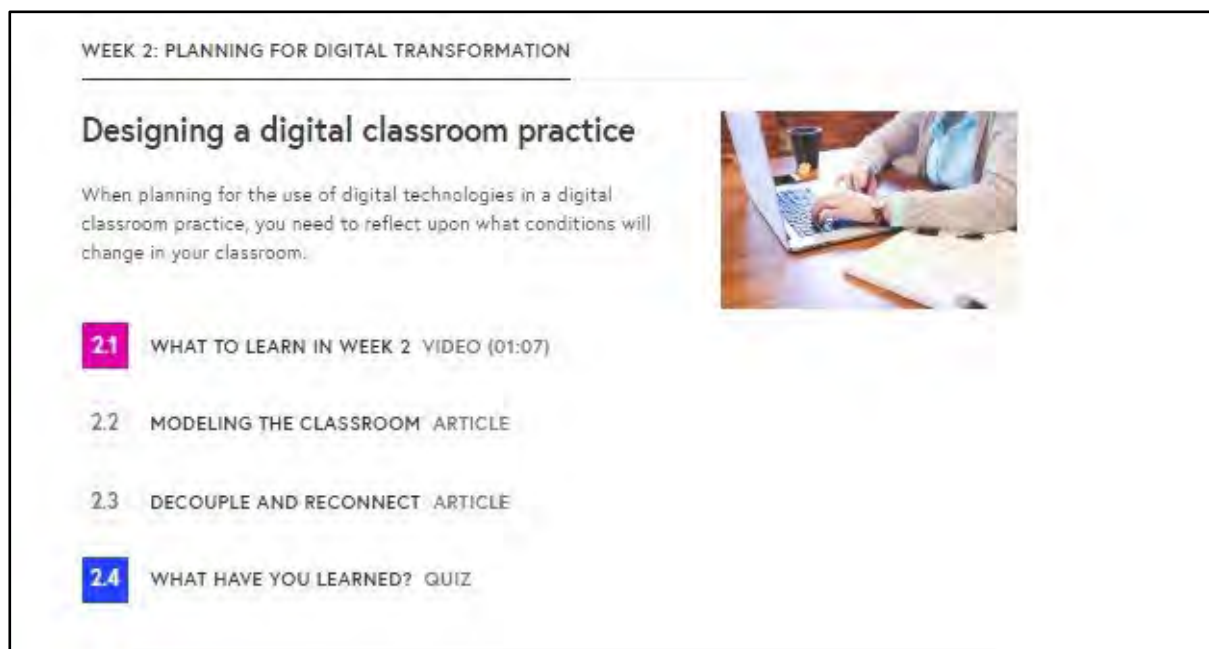 WEEK 2: PLANNING FOR DIGITAL TRANSFORMATION
Designing a digital classroom practice
When planning for the use of digital technologies in a digital
classroom practice, you need to reflect upon what conditions will
change in your classroom.
2.1 WHAT TO LEARN IN WEEK 2 VIDEO (01:07)
2.2 MODELING THE CLASSROOM ARTICLE
2.3 DECOUPLE AND RECONNECT ARTICLE
2.4 WHAT HAVE YOU LEARNED? QUIZ